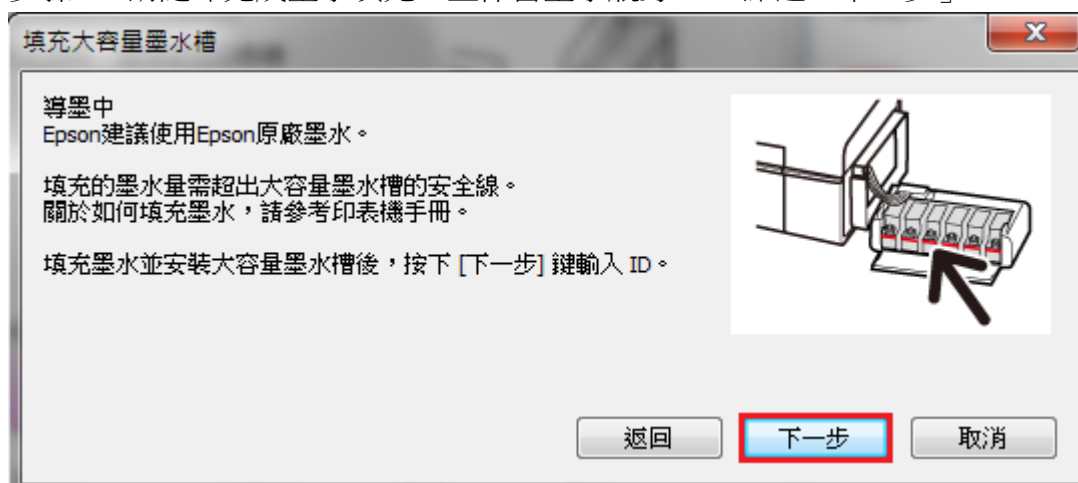 填充大容量墨水槽
導墨中
Epson建議使用Epson原廠墨水。
填充的墨水量需超出大容量墨水槽的安全線。
關於如何填充墨水，請參考印表機手冊。
填充墨水並安裝大容量墨水槽後，按下 [下一步] 鍵輸入 ID。
返回 下一步 取消